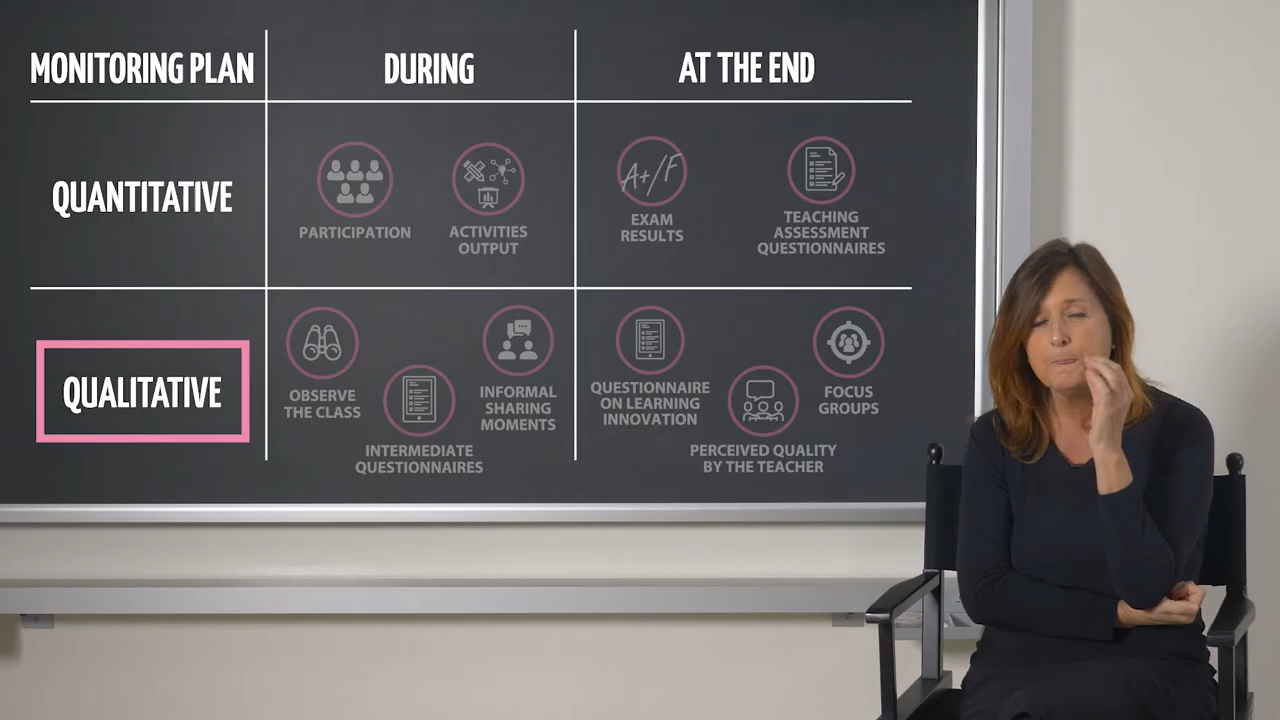 MONITORING PLAN
DURING
AT THE END
QUANTITATIVE
PARTICIPATION
ACTIVITIES
OUTPUT
A+/F
EXAM
RESULTS
TEACHING
ASSESSMENT
QUESTIONNAIRES
QUALITATIVE
OBSERVE
THE CLASS
INTERMEDIATE
QUESTIONNAIRES
INFORMAL
SHARING
MOMENTS
QUESTIONNAIRE
ON LEARNING
INNOVATION
PERCEIVED QUALITY
BY THE TEACHER
FOCUS
GROUPS